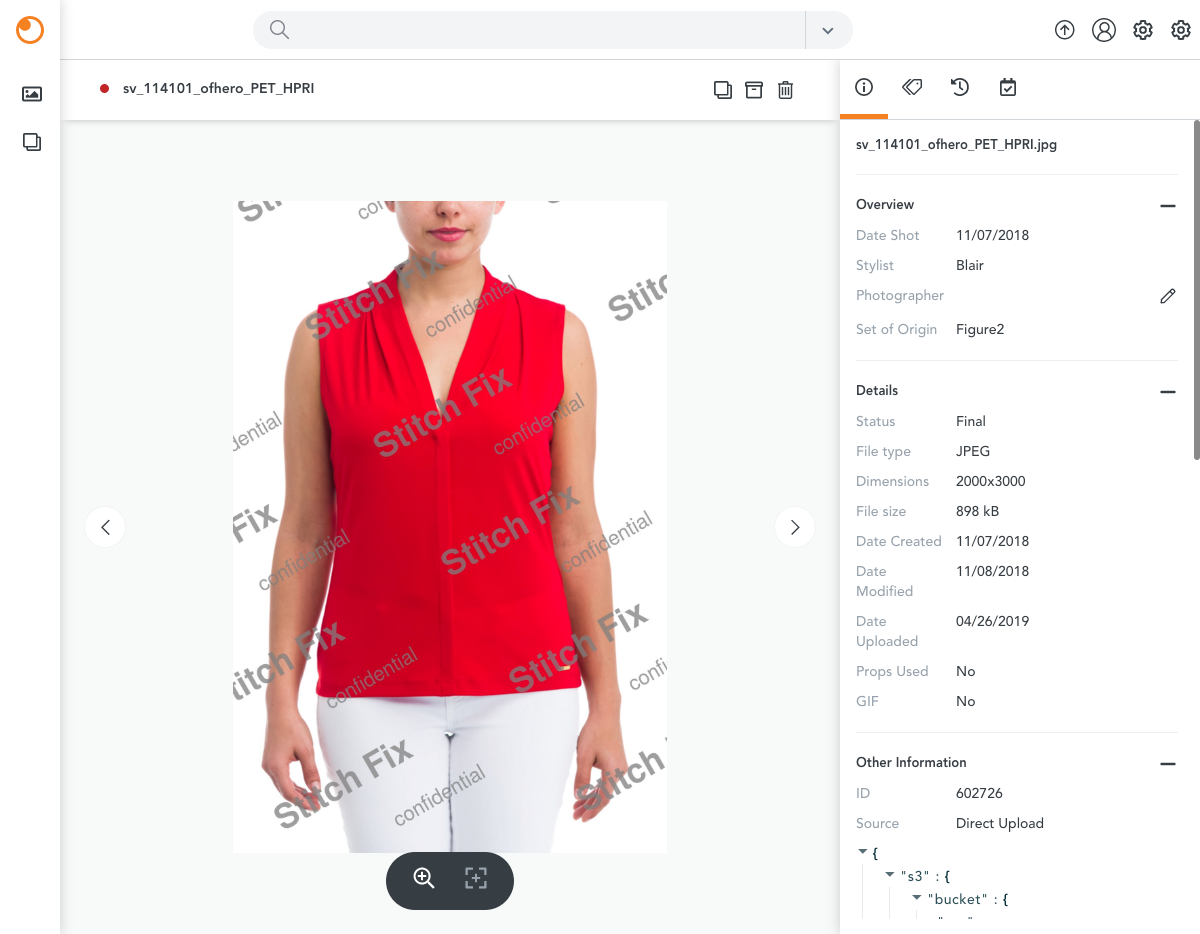 sv_114101_ofhero_PET_HPRI
Stitch Fix
confidential
Stitch Fix
confidential
Stitch Fix
confidential
Stitch Fix
confidential
Stitch Fix
confidential
Stitch Fix
confidential
Stitch Fix
confidential
Stitch Fix
confidential
sv_114101_ofhero_PET_HPRI.jpg
Overview
Date Shot 11/07/2018
Stylist Blair
Photographer
Set of Origin Figure2
Details
Status Final
File type JPEG
Dimensions 2000x3000
File size 898 kB
Date Created 11/07/2018
Date Modified 11/08/2018
Date Uploaded 04/26/2019
Props Used No
GIF No
Other Information
ID 602726
Source Direct Upload
{
"s3" : {
"bucket" : {